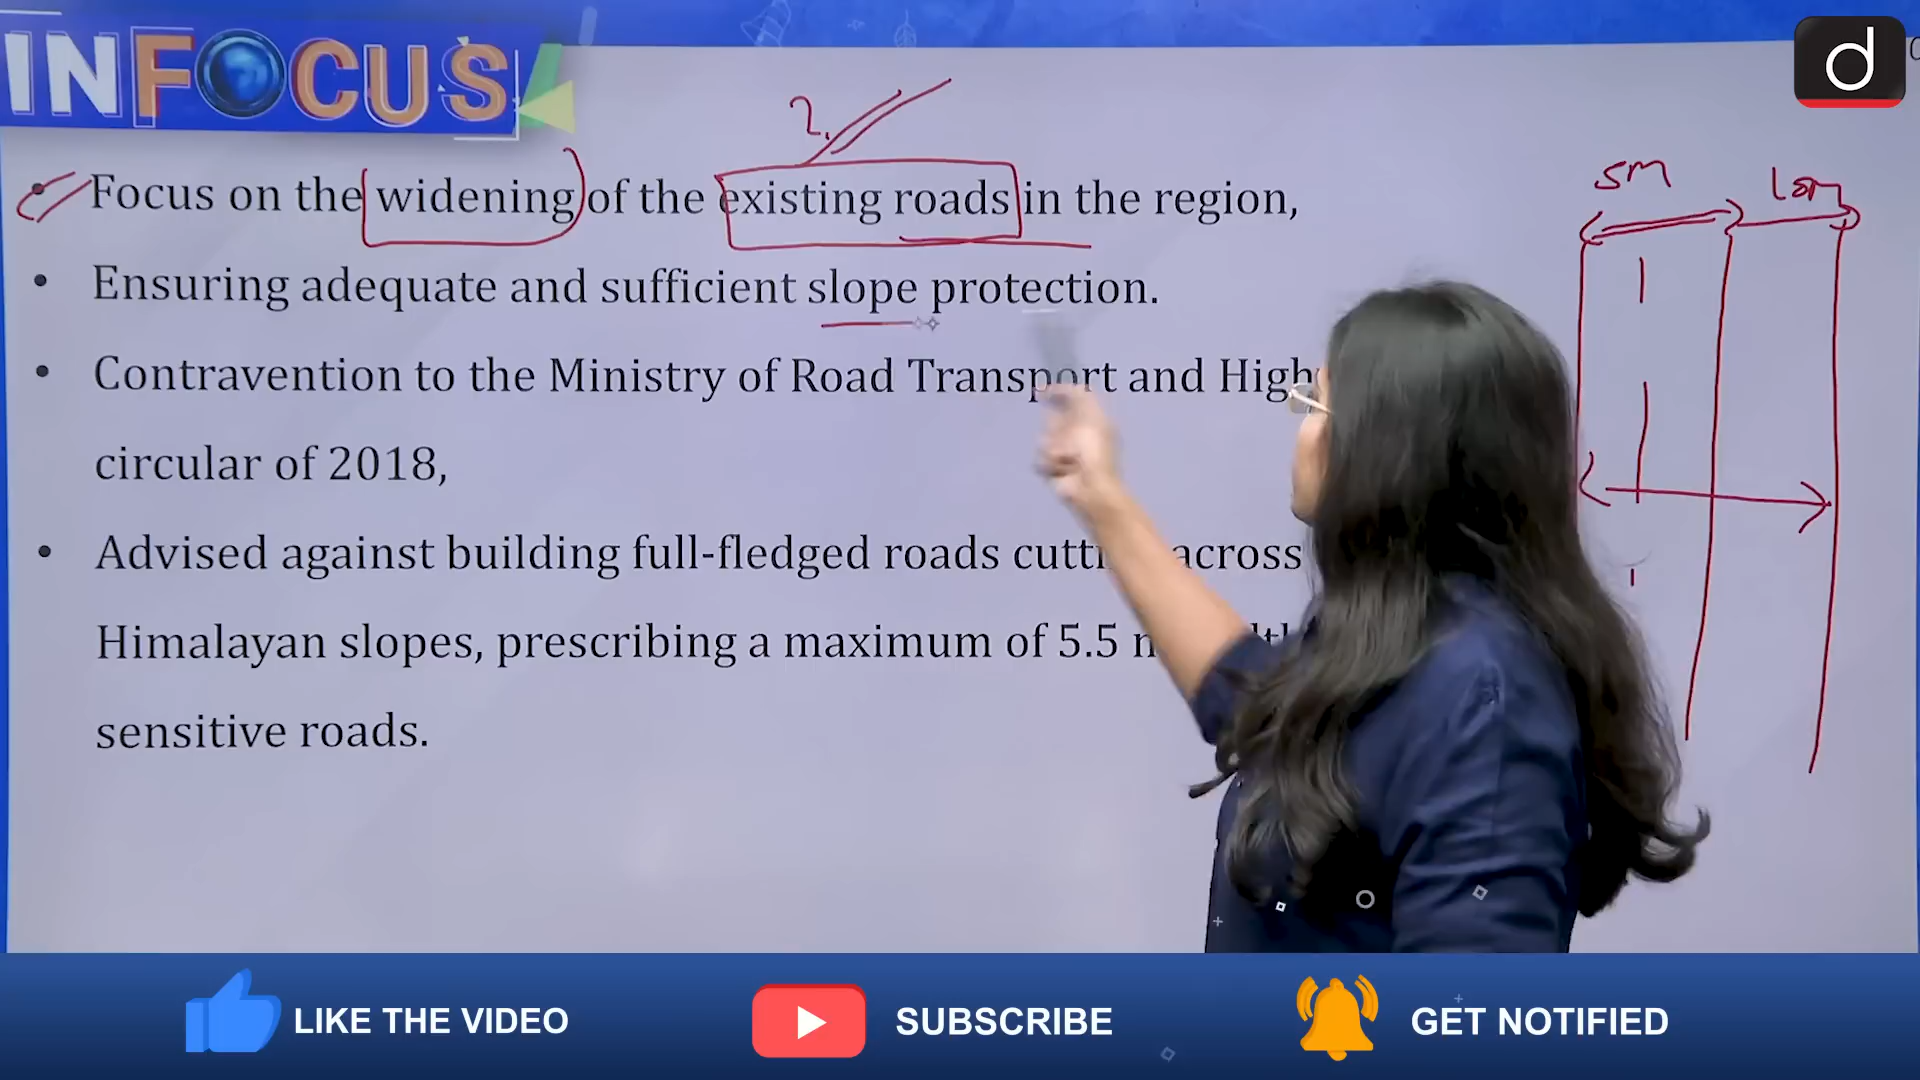 INFOCUS
d
2.
• Focus on the widening of the existing roads in the region,
5m
10m
• Ensuring adequate and sufficient slope protection.
• Contravention to the Ministry of Road Transport and
circular of 2018,
• Advised against building full-fledged roads across
Himalayan slopes, prescribing a maximum of 5.5
sensitive roads.
LIKE THE VIDEO
SUBSCRIBE
GET NOTIFIED